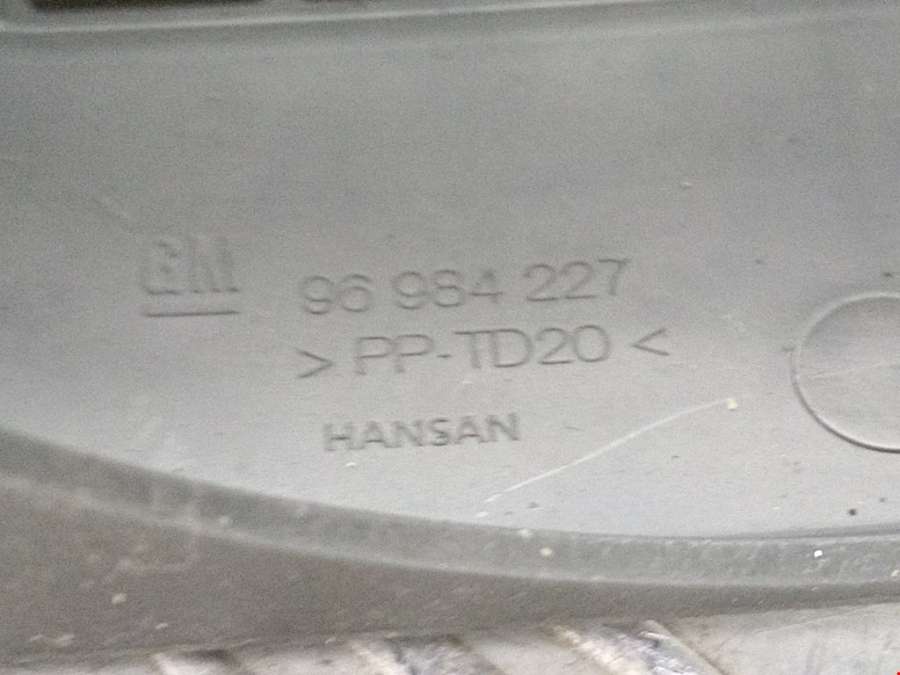 GM 96 984 227
> PP-TD20 <
HANSAN